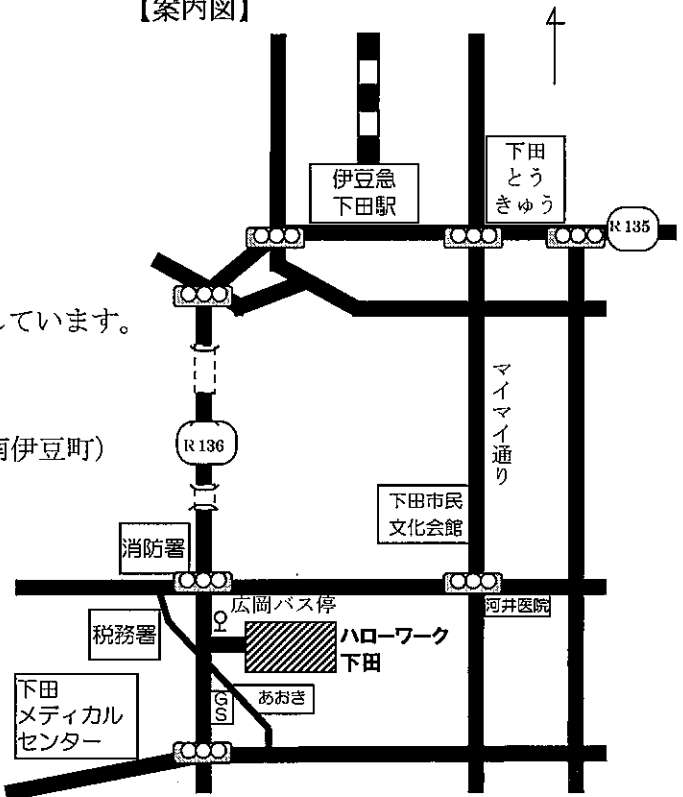 【案内図】
伊豆急
下田駅
下田
とう
きゅう
R 135
しています。
マイマイ通り
南伊豆町）
R 136
下田市民
文化会館
消防署
広岡バス停
河井医院
税務署
ハローワーク
下田
下田
メディカル
センター
GS
あおき